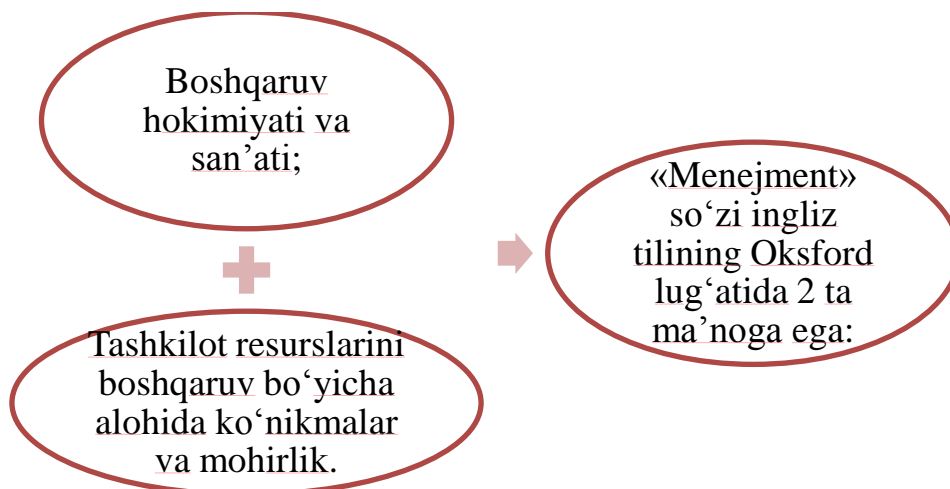 Boshqaruv
hokimiyati va
san’ati;
Tashkilot resurslarini
boshqaruv bo‘yicha
alohida ko‘nikmalar
va mohirlik.
«Menejment»
so‘zi ingliz
tilining Oksford
lug‘atida 2 ta
ma’noga ega: